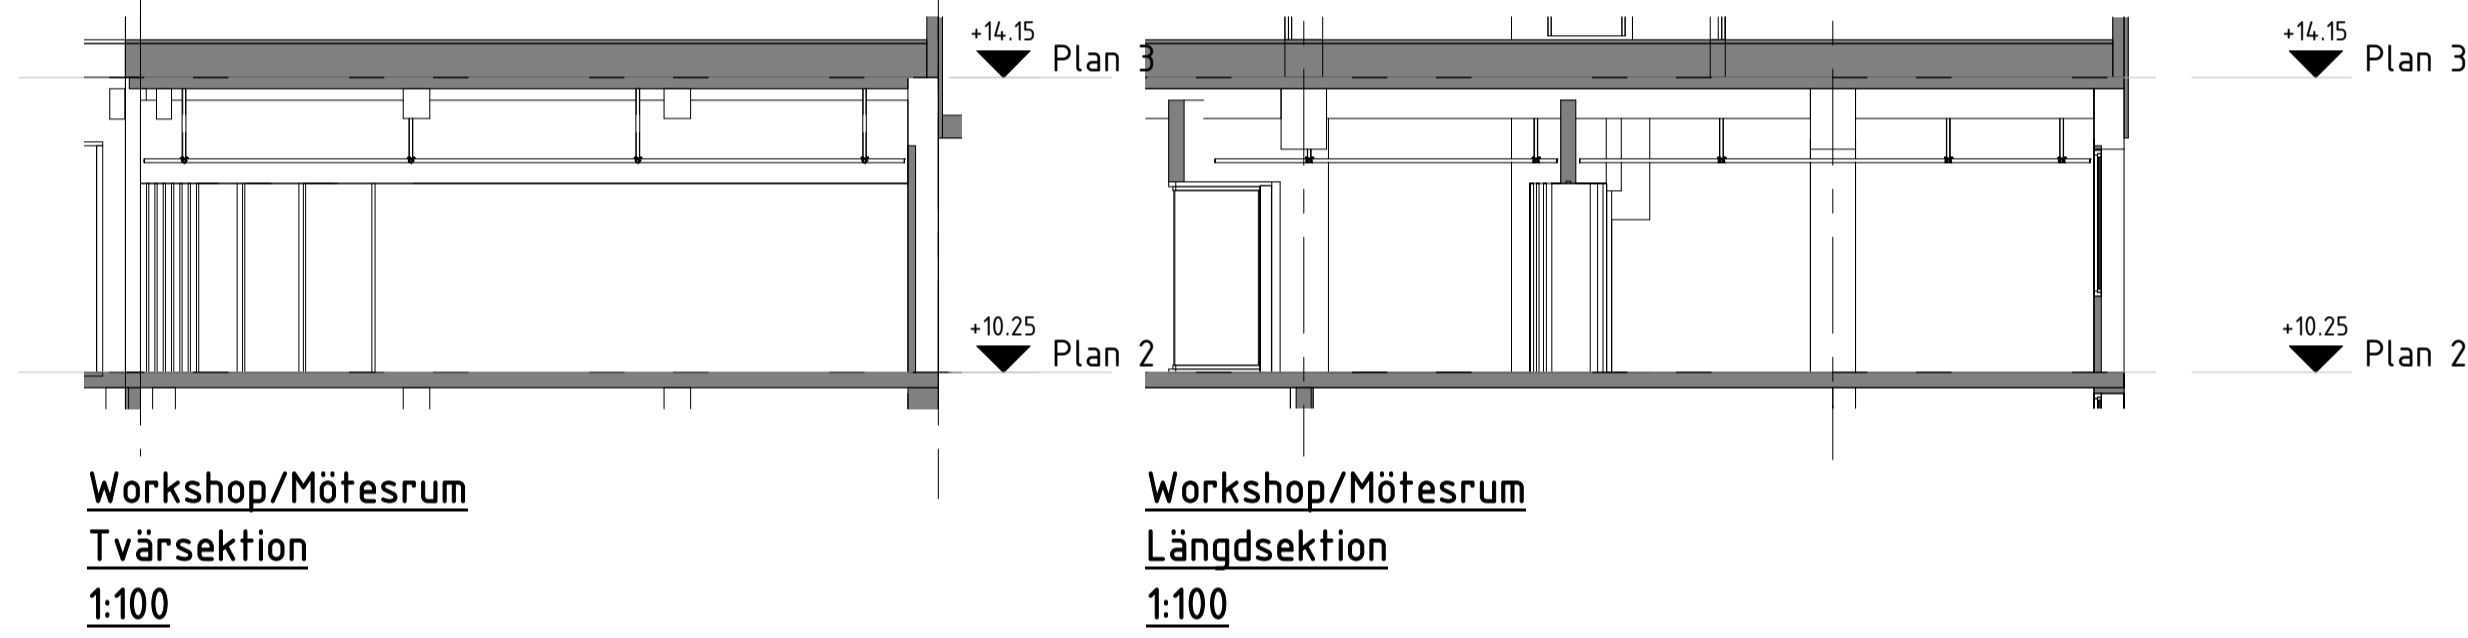 +14.15
Plan 3
+10.25
Plan 2
Workshop/Mötesrum
Tvärsektion
1:100
+14.15
Plan 3
+10.25
Plan 2
Workshop/Mötesrum
Längdsektion
1:100